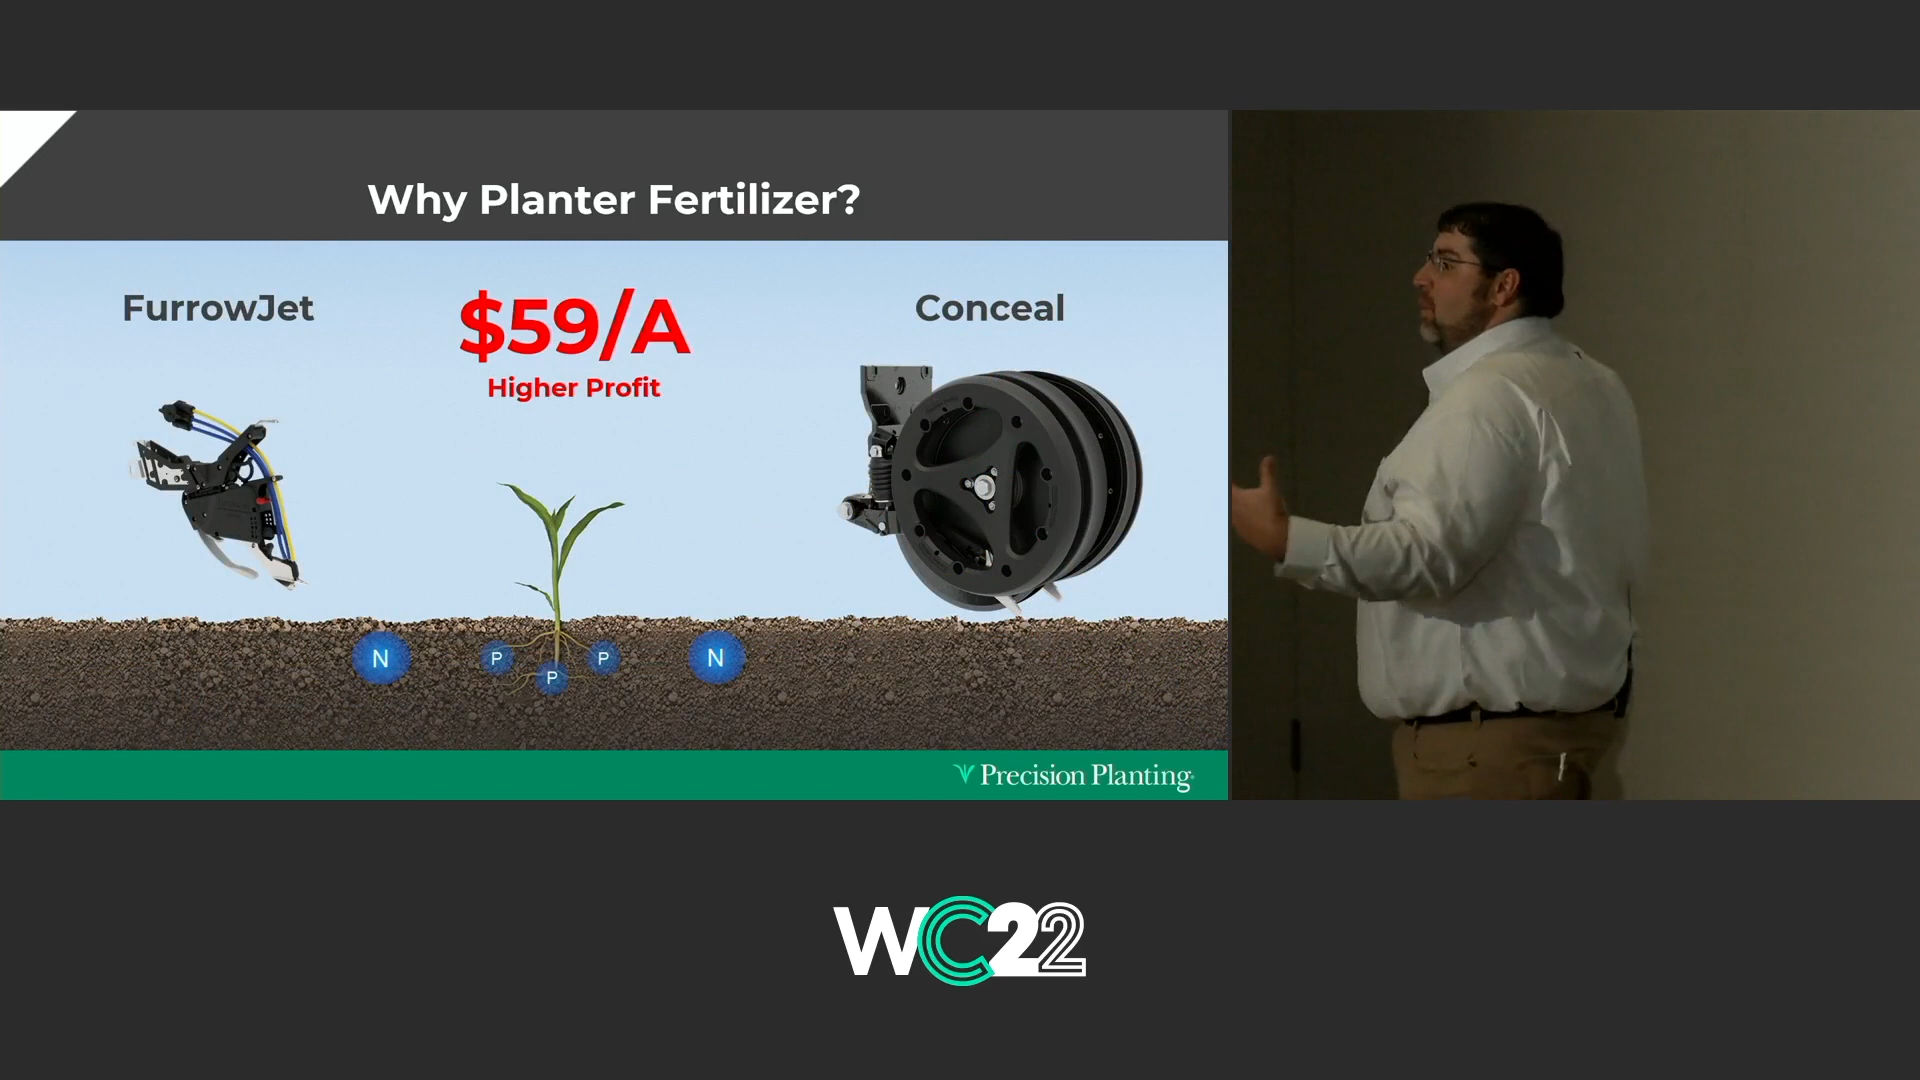 Why Planter Fertilizer?
FurrowJet
$59/A
Higher Profit
Conceal
N
P
P
P
N
Precision Planting
WC22